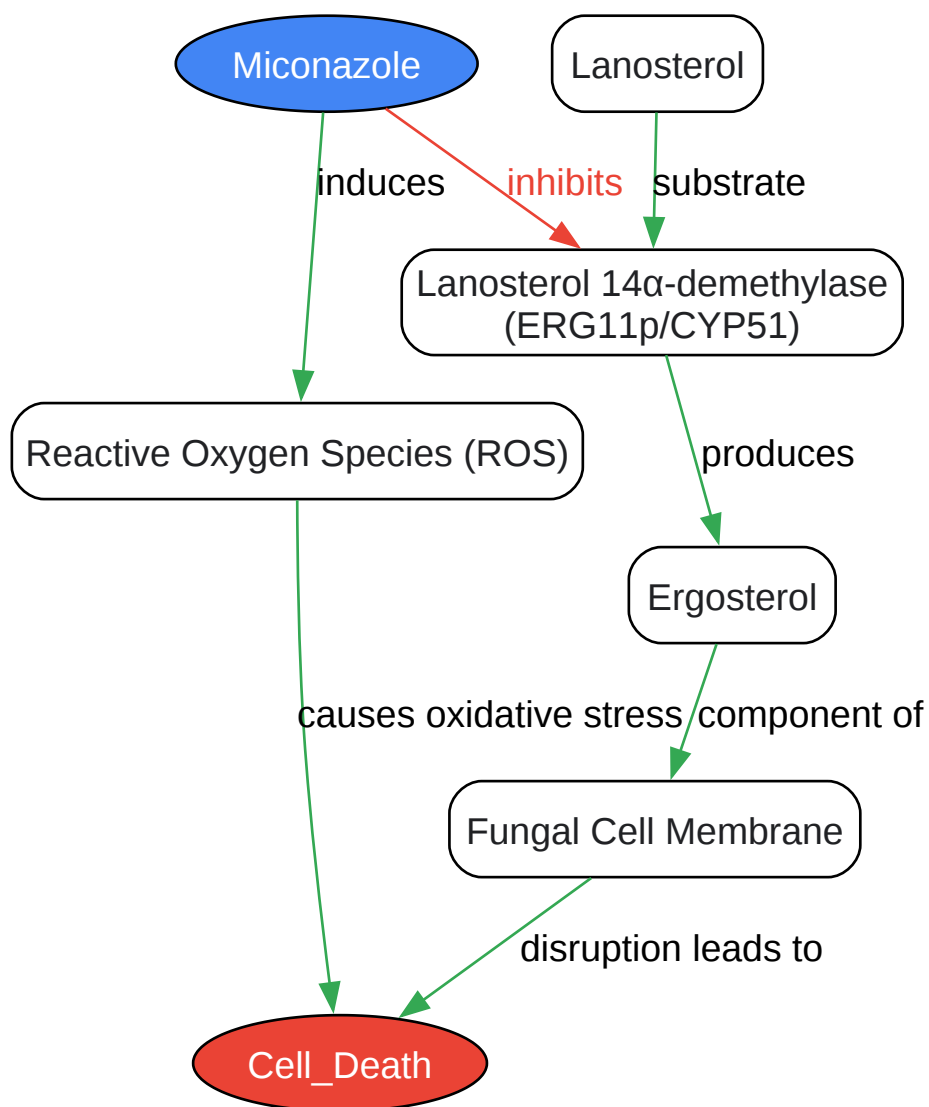 Miconazole
Lanosterol
induces
inhibits
substrate
Lanosterol 14α-demethylase
(ERG11p/CYP51)
Reactive Oxygen Species (ROS)
produces
Ergosterol
causes oxidative stress
component of
Fungal Cell Membrane
disruption leads to
Cell_Death